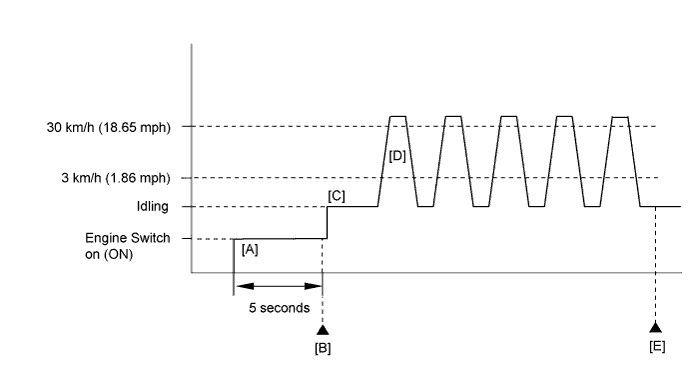 30 km/h (18.65 mph)
[D]
3 km/h (1.86 mph)
[C]
Idling
Engine Switch
on (ON)
[A]
5 seconds
[B]
[E]